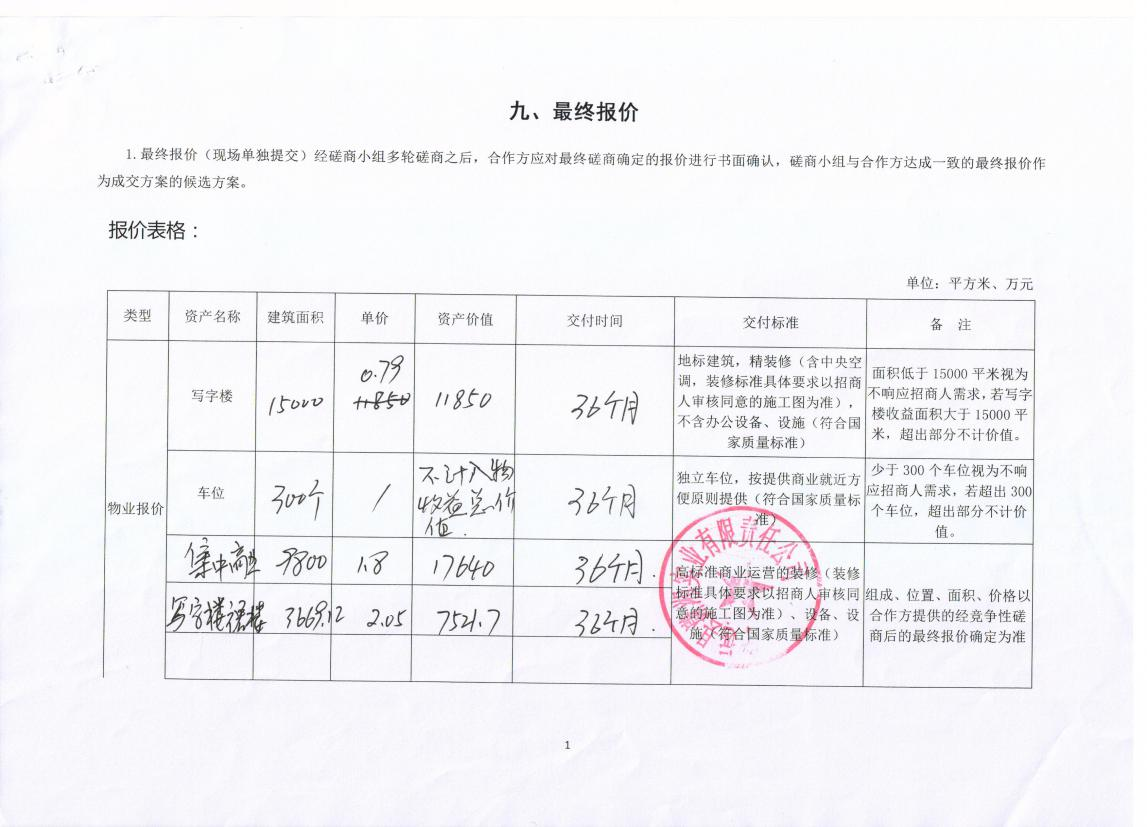 九、最终报价
1.最终报价（现场单独提交）经磋商小组多轮磋商之后，合作方应对最终磋商确定的报价进行书面确认，磋商小组与合作方达成一致的最终报价作
为成交方案的候选方案。
报价表格：
单位：平方米、万元
类型 资产名称 建筑面积 单价 资产价值 交付时间 交付标准 备 注
物业报价
写字楼 15000 0.79 11850 11850 36个月
地标建筑，精装修（含中央空
调，装修标准具体要求以招商
人审核同意的施工图为准），
不含办公设备、设施（符合国
家质量标准）
面积低于 15000 平米视为
不响应招商人需求，若写字
楼收益面积大于 15000 平
米，超出部分不计价值。
车位 300个 / 不计入物
收益总价
值. 36个月
独立车位，按提供商业就近方
便原则提供（符合国家质量标
准）
少于 300 个车位视为不响
应招商人需求，若超出 300
个车位，超出部分不计价
值。
集中商业 9800 1.8 17640 36个月.
写字楼裙楼 3669.12 2.05 7521.7 36个月.
高标准商业运营的装修（装修
标准具体要求以招商人审核同
意的施工图为准）、设备、设
施（符合国家质量标准）
组成、位置、面积、价格以
合作方提供的经竞争性磋
商后的最终报价确定为准
实业有限责任公司
1